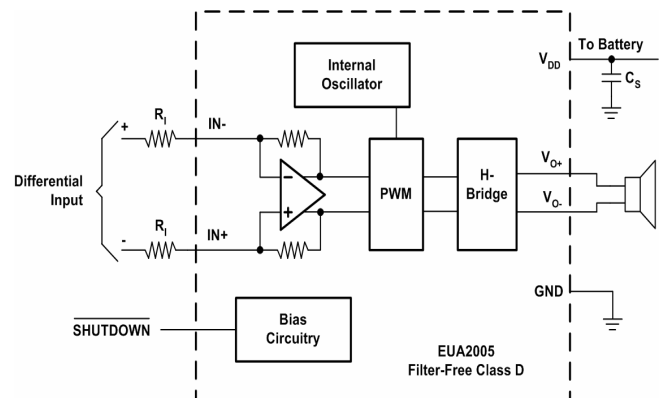 To Battery
V_DD
C_S
Internal
Oscillator
R_I
IN-
+
Differential
Input
−
+
PWM
H-
Bridge
V_O+
V_O-
-
R_I
IN+
GND
SHUTDOWN
Bias
Circuitry
EUA2005
Filter-Free Class D